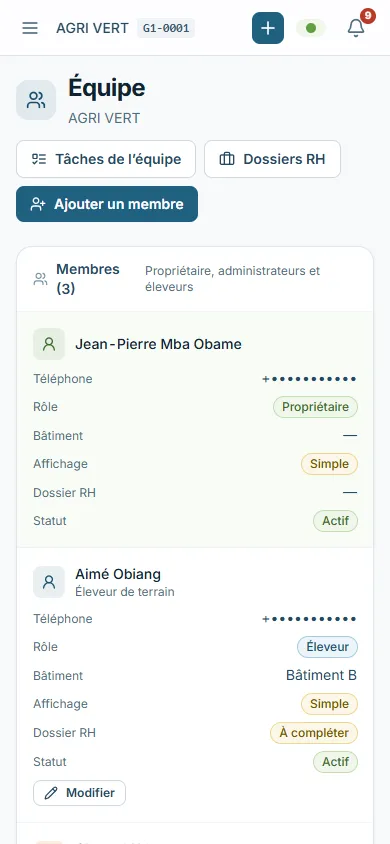 AGRI VERT G1-0001 9
Équipe
AGRI VERT
Tâches de l'équipe Dossiers RH
Ajouter un membre
Membres (3) Propriétaire, administrateurs et éleveurs
Jean-Pierre Mba Obame
Téléphone +•••••••••••
Rôle Propriétaire
Bâtiment —
Affichage Simple
Dossier RH —
Statut Actif
Aimé Obiang
Éleveur de terrain
Téléphone +•••••••••••
Rôle Éleveur
Bâtiment Bâtiment B
Affichage Simple
Dossier RH À compléter
Statut Actif
Modifier